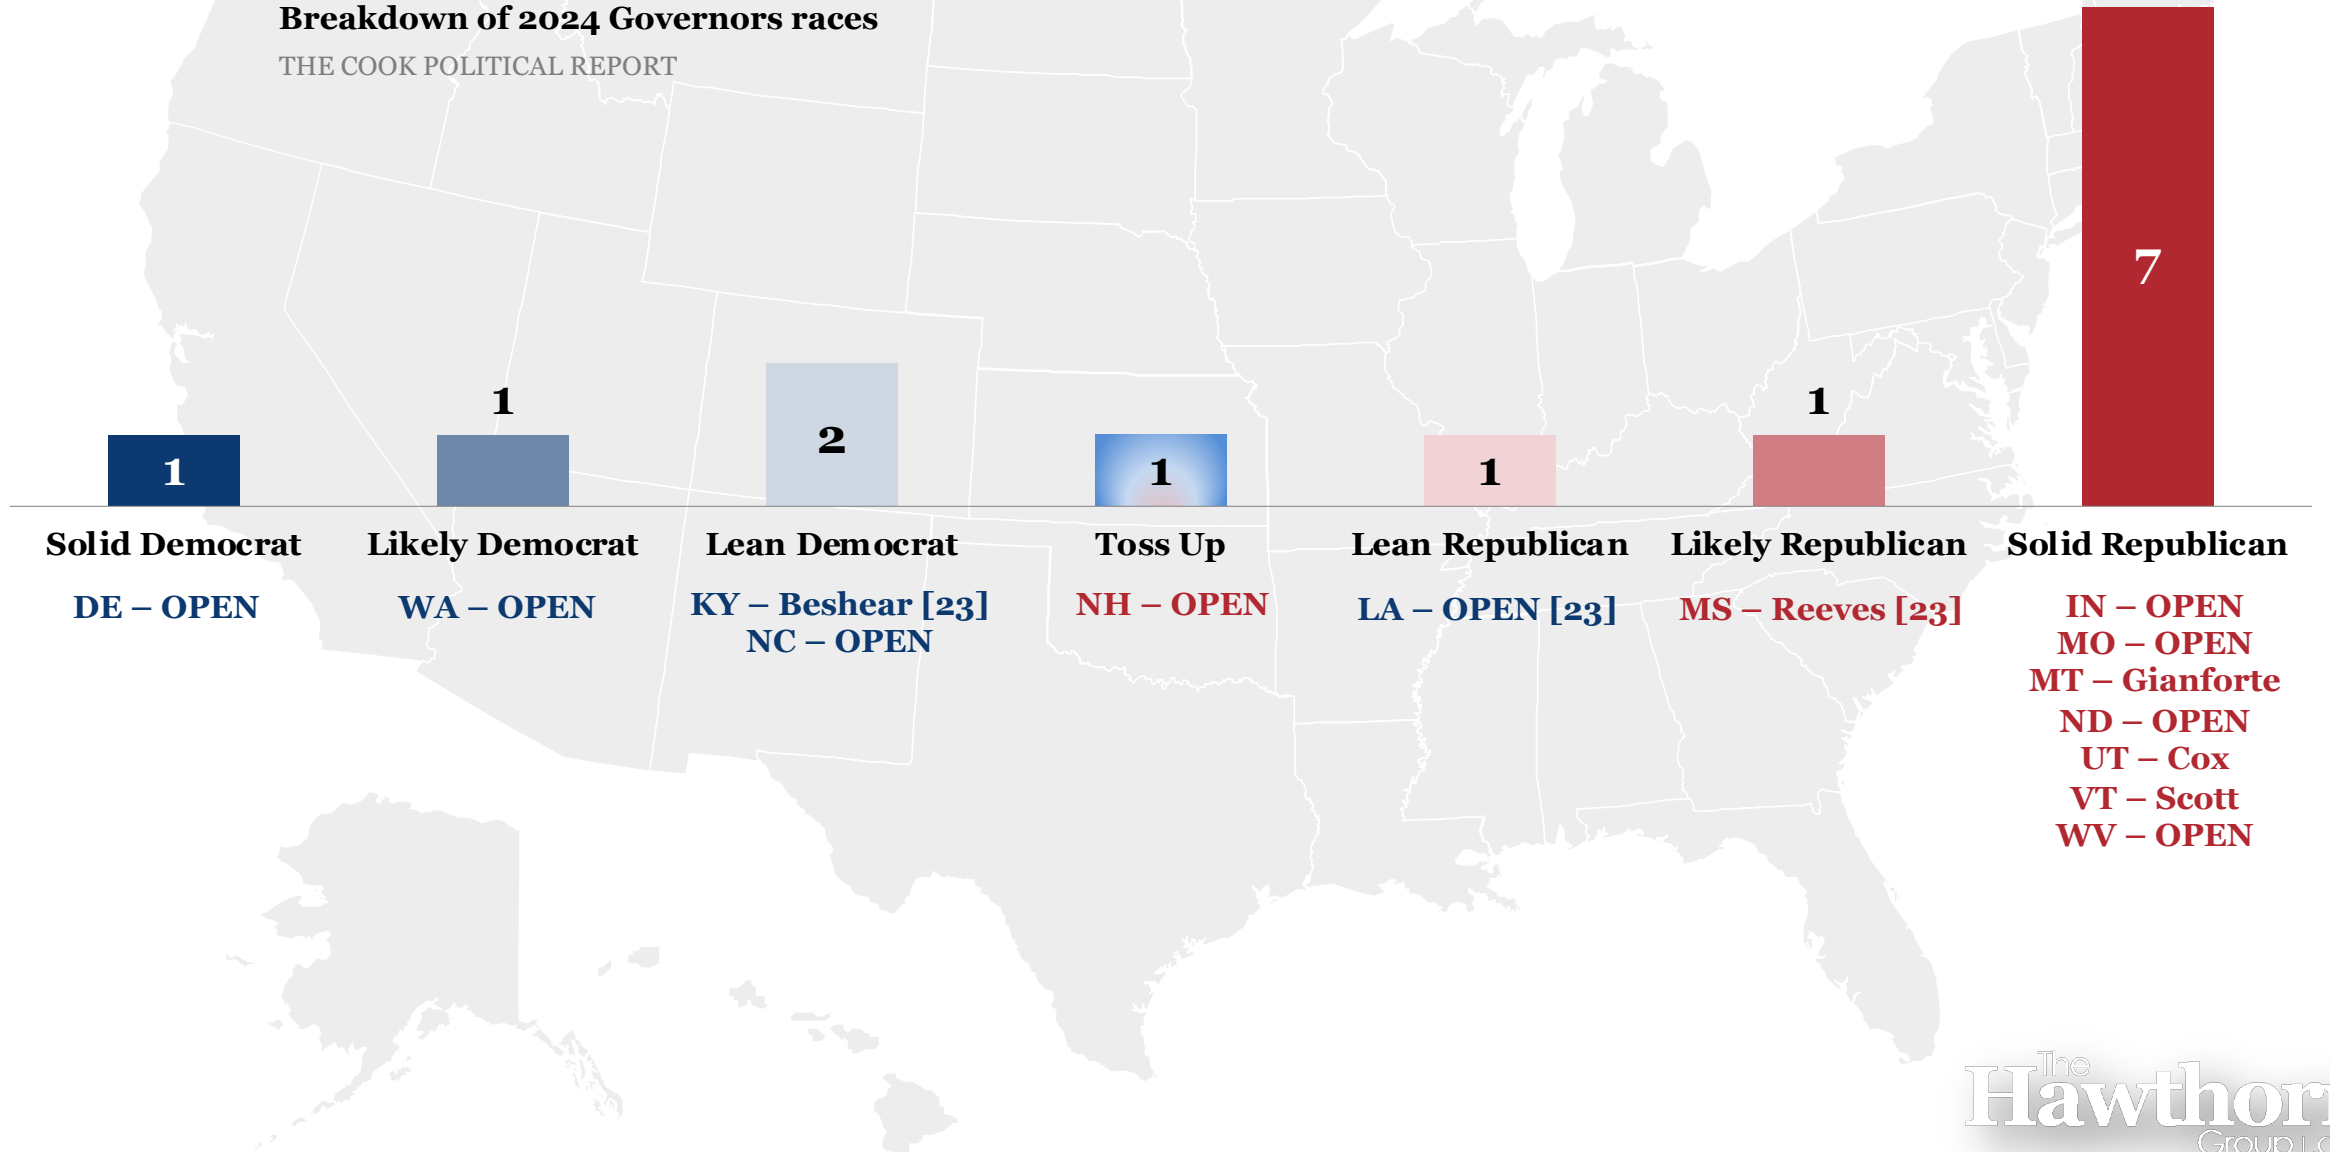 Breakdown of 2024 Governors races
THE COOK POLITICAL REPORT
7
1
1
2
1
1
1
Solid Democrat
Likely Democrat
Lean Democrat
Toss Up
Lean Republican
Likely Republican
Solid Republican
DE – OPEN
WA – OPEN
KY – Beshear [23]
NC – OPEN
NH – OPEN
LA – OPEN [23]
MS – Reeves [23]
IN – OPEN
MO – OPEN
MT – Gianforte
ND – OPEN
UT – Cox
VT – Scott
WV – OPEN
The
Group